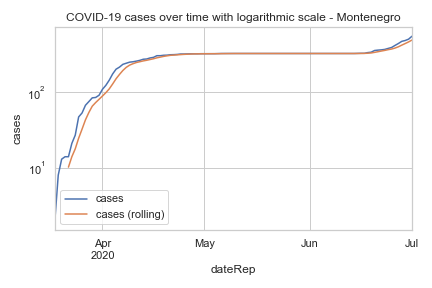 COVID-19 cases over time with logarithmic scale - Montenegro
cases
10²
10¹
cases
cases (rolling)
Apr
2020
May
Jun
Jul
dateRep